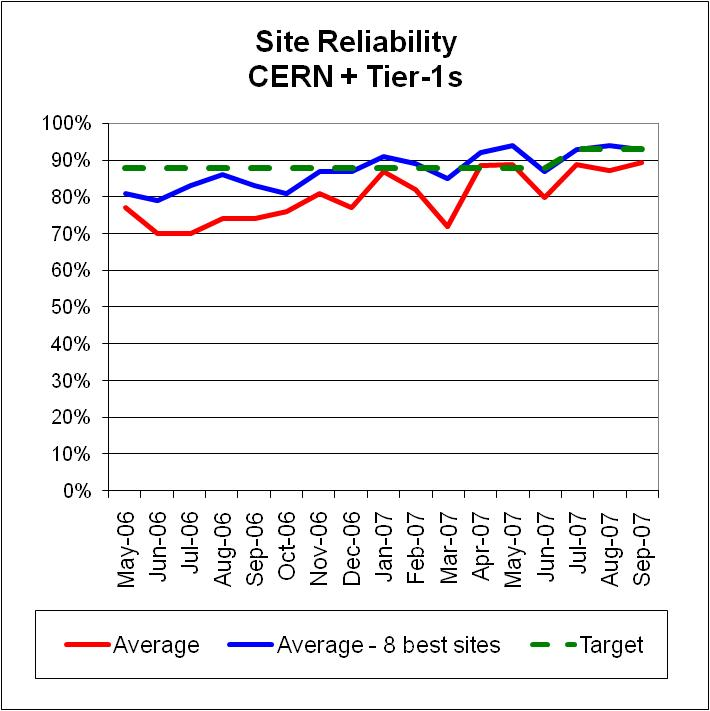 Site Reliability
CERN + Tier-1s
100%
90%
80%
70%
60%
50%
40%
30%
20%
10%
0%
May-06
Jun-06
Jul-06
Aug-06
Sep-06
Oct-06
Nov-06
Dec-06
Jan-07
Feb-07
Mar-07
Apr-07
May-07
Jun-07
Jul-07
Aug-07
Sep-07
Average
Average - 8 best sites
Target